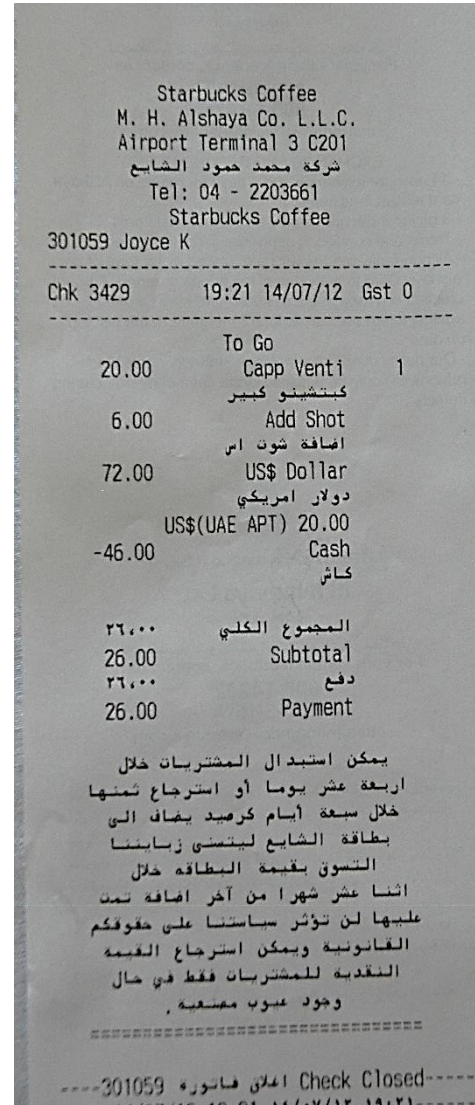 Starbucks Coffee
M. H. Alshaya Co. L.L.C.
Airport Terminal 3 C201
شركة محمد حمود الشايع
Tel: 04 - 2203661
Starbucks Coffee
301059 Joyce K
Chk 3429 19:21 14/07/12 Gst 0
To Go
20.00 Capp Venti 1
كبتشينو كبير
6.00 Add Shot
اضافة شوت اس
72.00 US$ Dollar
دولار امريكي
US$(UAE APT) 20.00
-46.00 Cash
كاش
٢٦،٠٠ المجموع الكلي
26.00 Subtotal
٢٦،٠٠ دفع
26.00 Payment
يمكن استبدال المشتريات خلال
اربعة عشر يوما أو استرجاع ثمنها
خلال سبعة أيام كرصيد يضاف الى
بطاقة الشايع ليتسنى زبايننا
التسوق بقيمة البطاقه خلال
اثنا عشر شهرا من آخر اضافة تمت
عليها لن تؤثر سياستنا على حقوقكم
القانونية ويمكن استرجاع القيمة
النقدية للمشتريات فقط في حال
وجود عيوب مصنعية .
----301059 اغلاق فاتورة Check Closed-----